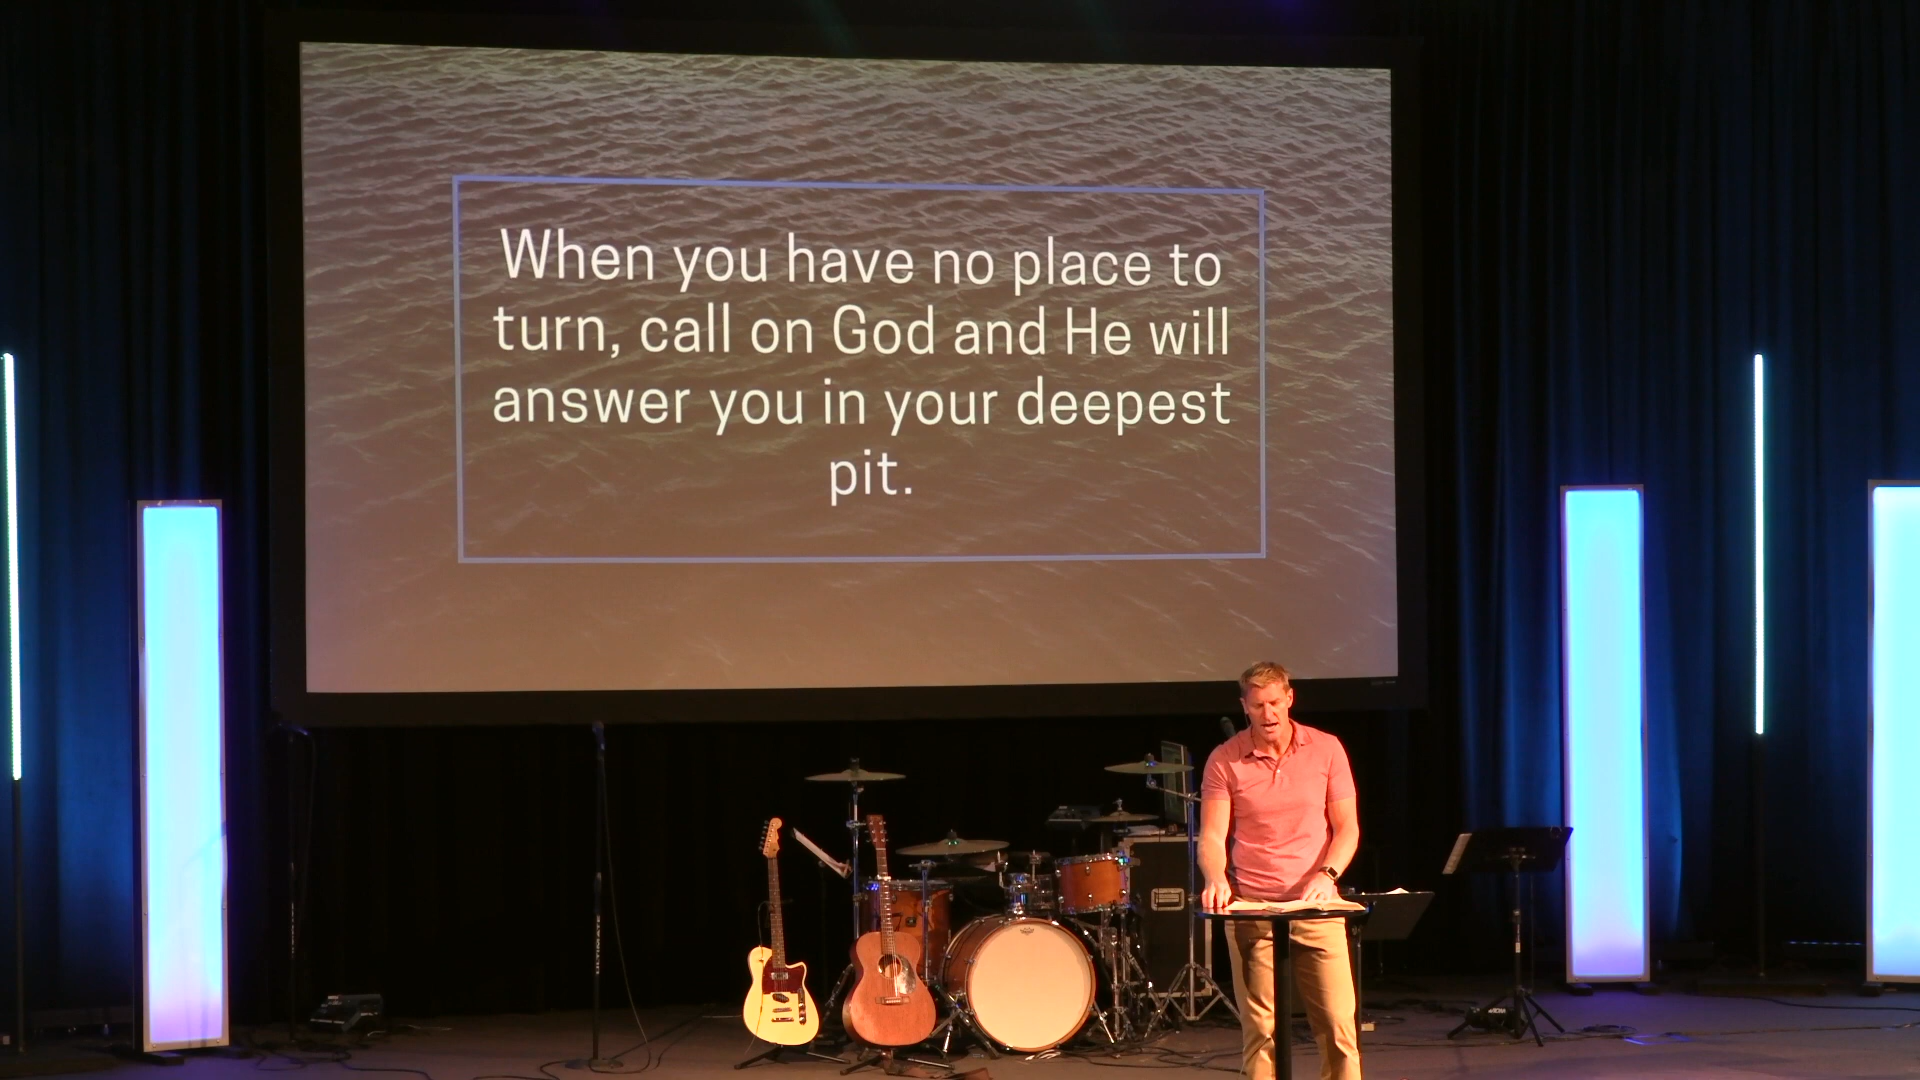 When you have no place to
turn, call on God and He will
answer you in your deepest
pit.